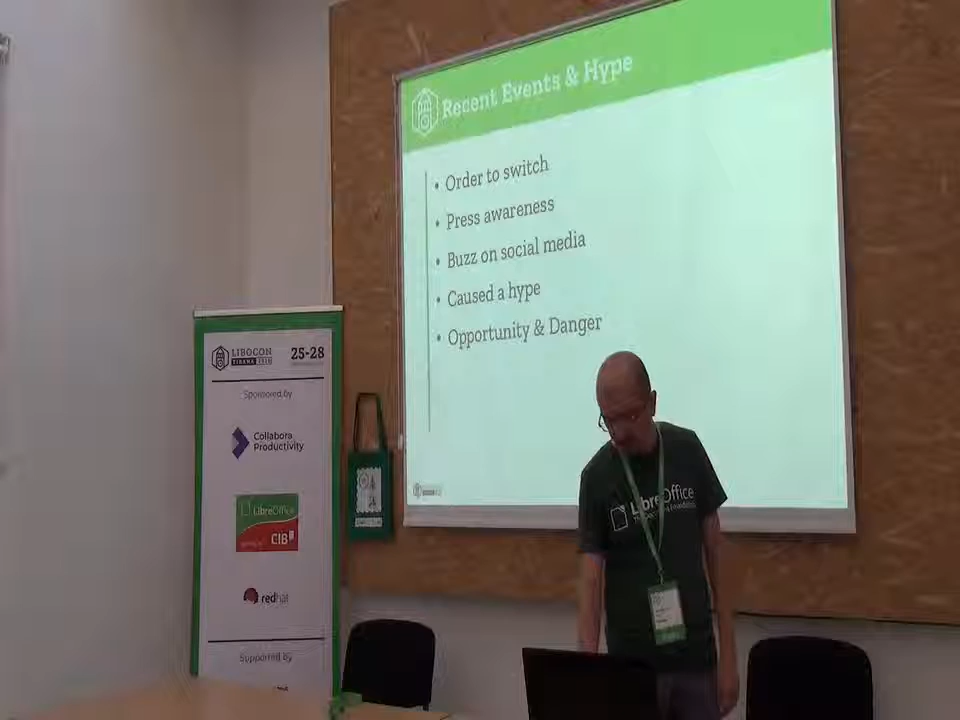 Recent Events & Hype
• Order to switch
• Press awareness
• Buzz on social media
• Caused a hype
• Opportunity & Danger
LIBOCON
25-28
Sponsored by
Collabora
Productivity
LibreOffice
CIB
redhat
Supported by
LibreOffice